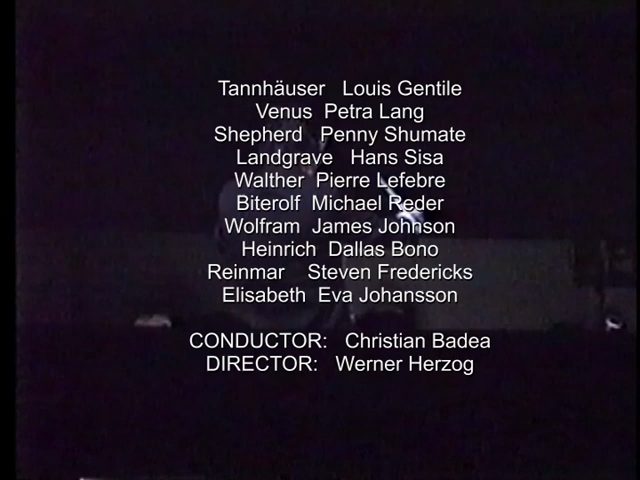 Tannhäuser Louis Gentile
Venus Petra Lang
Shepherd Penny Shumate
Landgrave Hans Sisa
Walther Pierre Lefebre
Biterolf Michael Reder
Wolfram James Johnson
Heinrich Dallas Bono
Reinmar Steven Fredericks
Elisabeth Eva Johansson
CONDUCTOR: Christian Badea
DIRECTOR: Werner Herzog